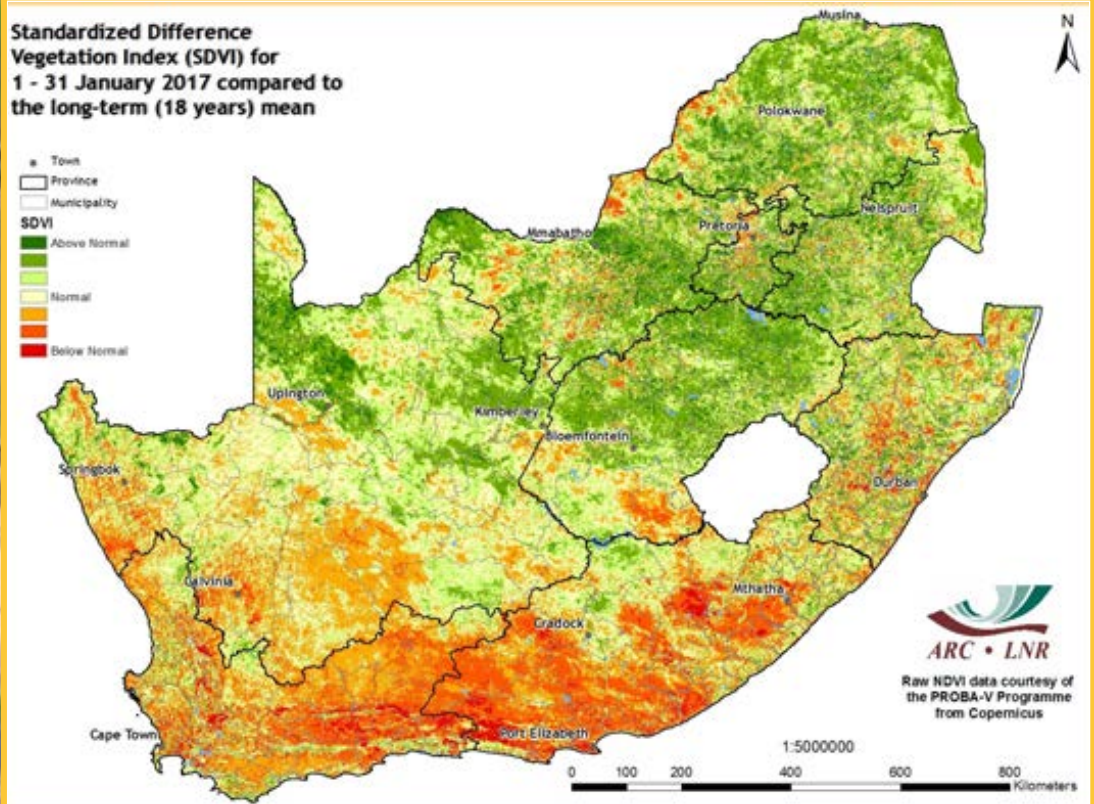 Standardized Difference
Vegetation Index (SDVI) for
1 - 31 January 2017 compared to
the long-term (18 years) mean
Town
Province
Municipality
SDVI
Above Normal
Normal
Below Normal
N
Musina
Polokwane
Nelspruit
Pretoria
Mmabatho
Upington
Kimberley
Bloemfontein
Springbok
Durban
Calvinia
Mthatha
Cradock
Cape Town
Port Elizabeth
ARC • LNR
Raw NDVI data courtesy of
the PROBA-V Programme
from Copernicus
1:5000000
0 100 200 400 600 800
Kilometers